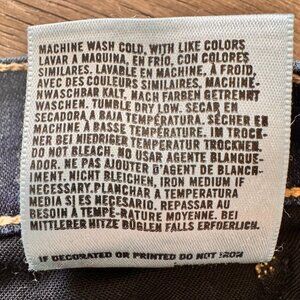 MACHINE WASH COLD, WITH LIKE COLORS
LAVAR A MAQUINA, EN FRIO, CON COLORES
SIMILARES. LAVABLE EN MACHINE, À FROID
AVEC DES COULEURS SIMILAIRES, MACHINE-
WASCHBAR KALT, NACH FARBEN GETRENNT
WASCHEN. TUMBLE DRY LOW. SECAR EN
SECADORA A BAJA TEMPERATURA. SÉCHER EN
MACHINE À BASSE TEMPÉRATURE. IM TROCK-
NER BEI NIEDRIGER TEMPERATUR TROCKNEN.
DO NOT BLEACH. NO USAR AGENTE BLANQUE-
ADOR. NE PAS AJOUTER D'AGENT DE BLANCH-
IMENT. NICHT BLEICHEN, IRON MEDIUM IF
NECESSARY.PLANCHAR A TEMPERATURA
MEDIA SI ES NECESARIO. REPASSAR AU
BESOIN À TEMPÉ-RATURE MOYENNE. BEI
MITTLERER HITZE BÜGLEN FALLS ERFORLICH.
IF DECORATED OR PRINTED DO NOT IRON